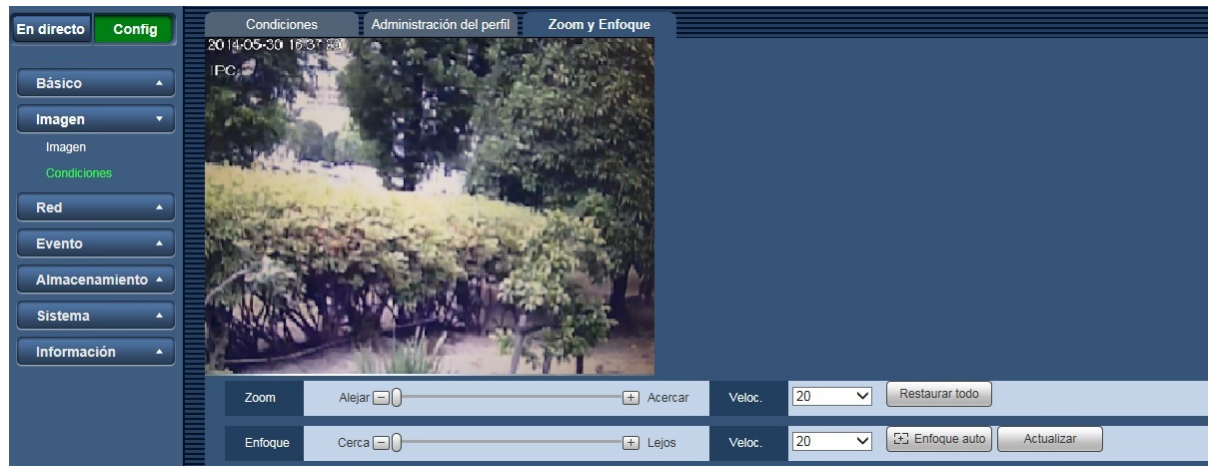 En directo Config
Condiciones Administración del perfil Zoom y Enfoque
2014-05-30 16:37
IPC
Básico
Imagen
Imagen
Condiciones
Red
Evento
Almacenamiento
Sistema
Información
Zoom Alejar - + Acercar Veloc. 20 Restaurar todo
Enfoque Cerca - + Lejos Veloc. 20 Enfoque auto Actualizar